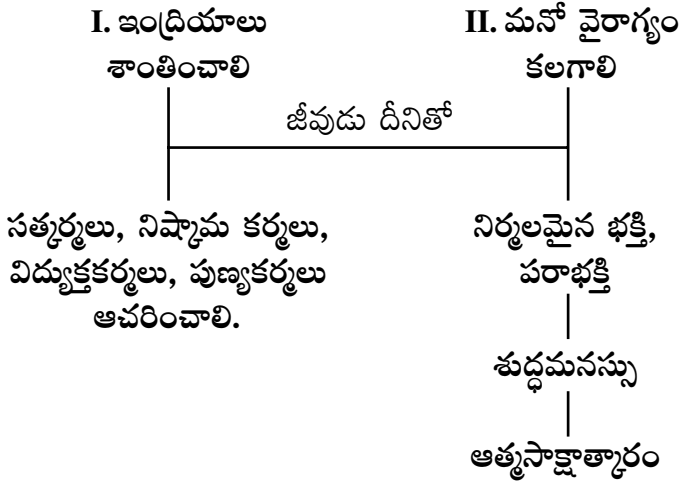 I. ఇంద్రియాలు
శాంతించాలి
II. మనో వైరాగ్యం
కలగాలి
జీవుడు దీనితో
సత్కర్మలు, నిష్కామ కర్మలు,
విద్యుక్తకర్మలు, పుణ్యకర్మలు
ఆచరించాలి.
నిర్మలమైన భక్తి,
పరాభక్తి
శుద్ధమనస్సు
ఆత్మసాక్షాత్కారం